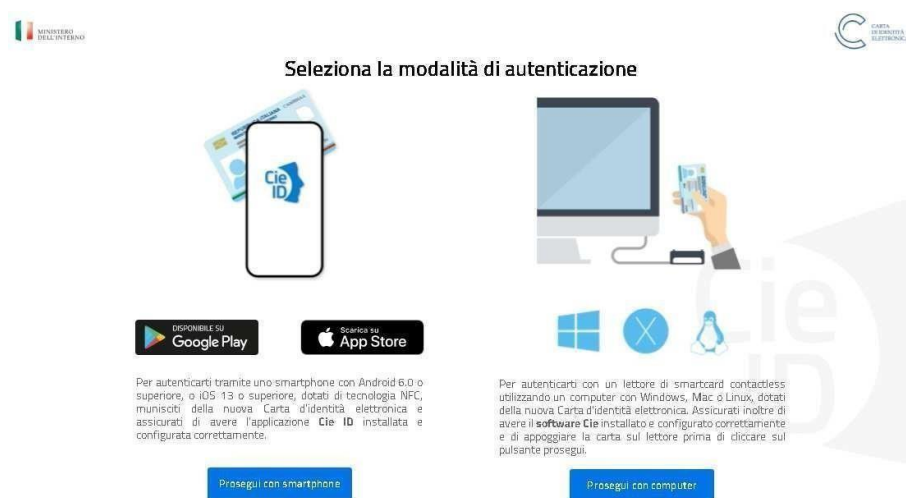 MINISTERO
DELL'INTERNO
CARTA
DI IDENTITÀ
ELETTRONICA
Seleziona la modalità di autenticazione
REPUBBLICA ITALIANA
Cie
ID
DISPONIBILE SU
Google Play
Scarica su
App Store
Per autenticarti tramite uno smartphone con Android 6.0 o
superiore, o iOS 13 o superiore, dotati di tecnologia NFC,
munisciti della nuova Carta d'identità elettronica e
assicurati di avere l'applicazione Cie ID installata e
configurata correttamente.
Prosegui con smartphone
Per autenticarti con un lettore di smartcard contactless
utilizzando un computer con Windows, Mac o Linux, dotati
della nuova Carta d'identità elettronica. Assicurati inoltre di
avere il software Cie installato e configurato correttamente
e di appoggiare la carta sul lettore prima di cliccare sul
pulsante prosegui.
Prosegui con computer
Cie
ID